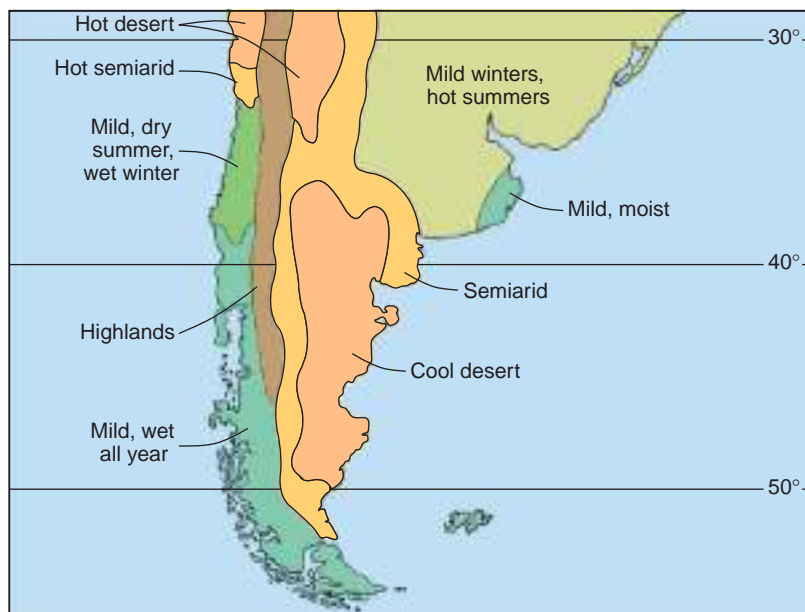 Hot desert
30°
Hot semiarid
Mild winters,
hot summers
Mild, dry
summer,
wet winter
Mild, moist
40°
Semiarid
Highlands
Cool desert
Mild, wet
all year
50°